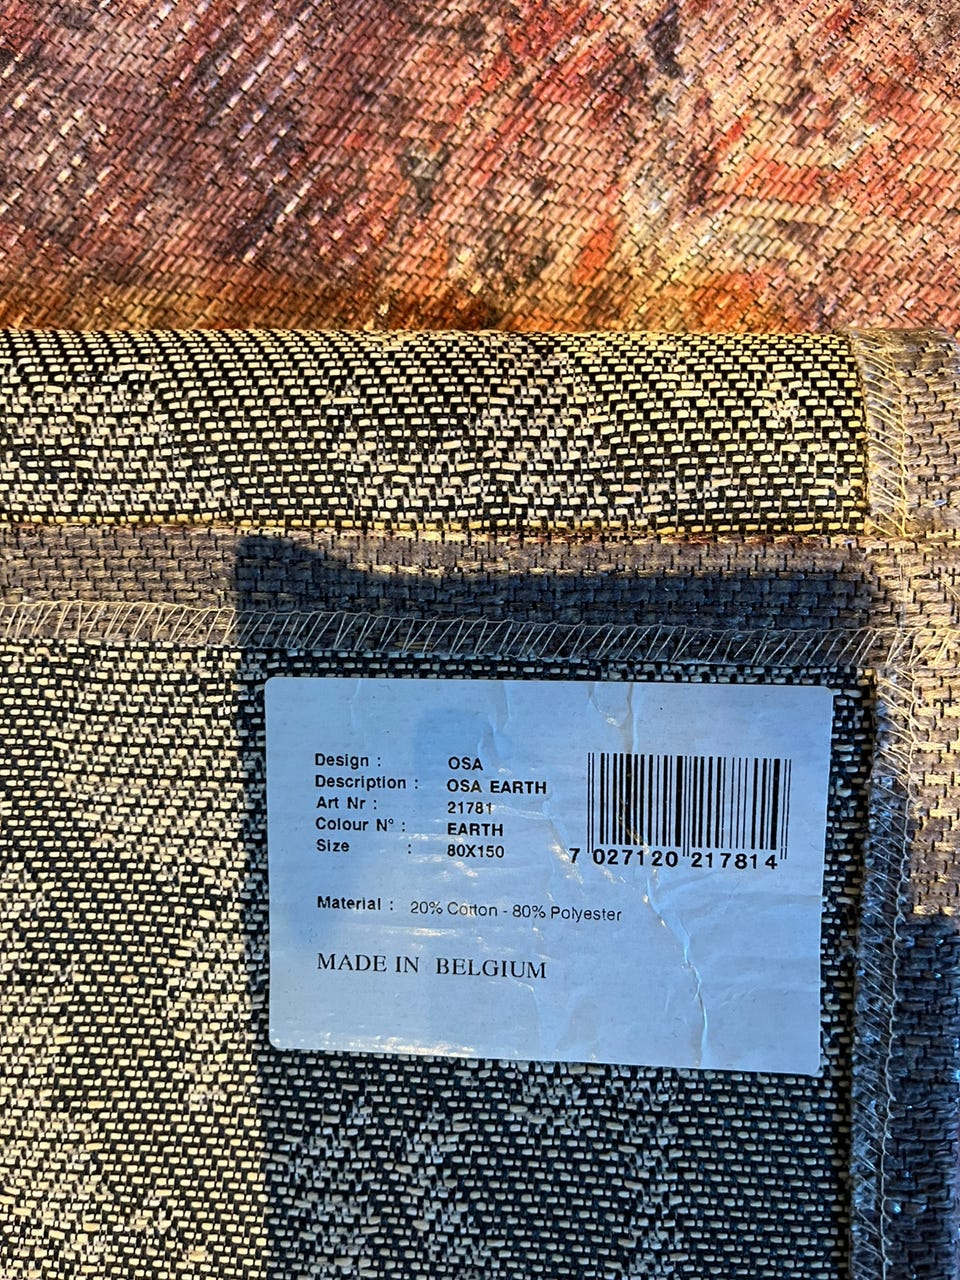 Design : OSA
Description : OSA EARTH
Art Nr : 21781
Colour N° : EARTH
Size : 80X150
7 027120 217814
Material : 20% Cotton - 80% Polyester
MADE IN BELGIUM